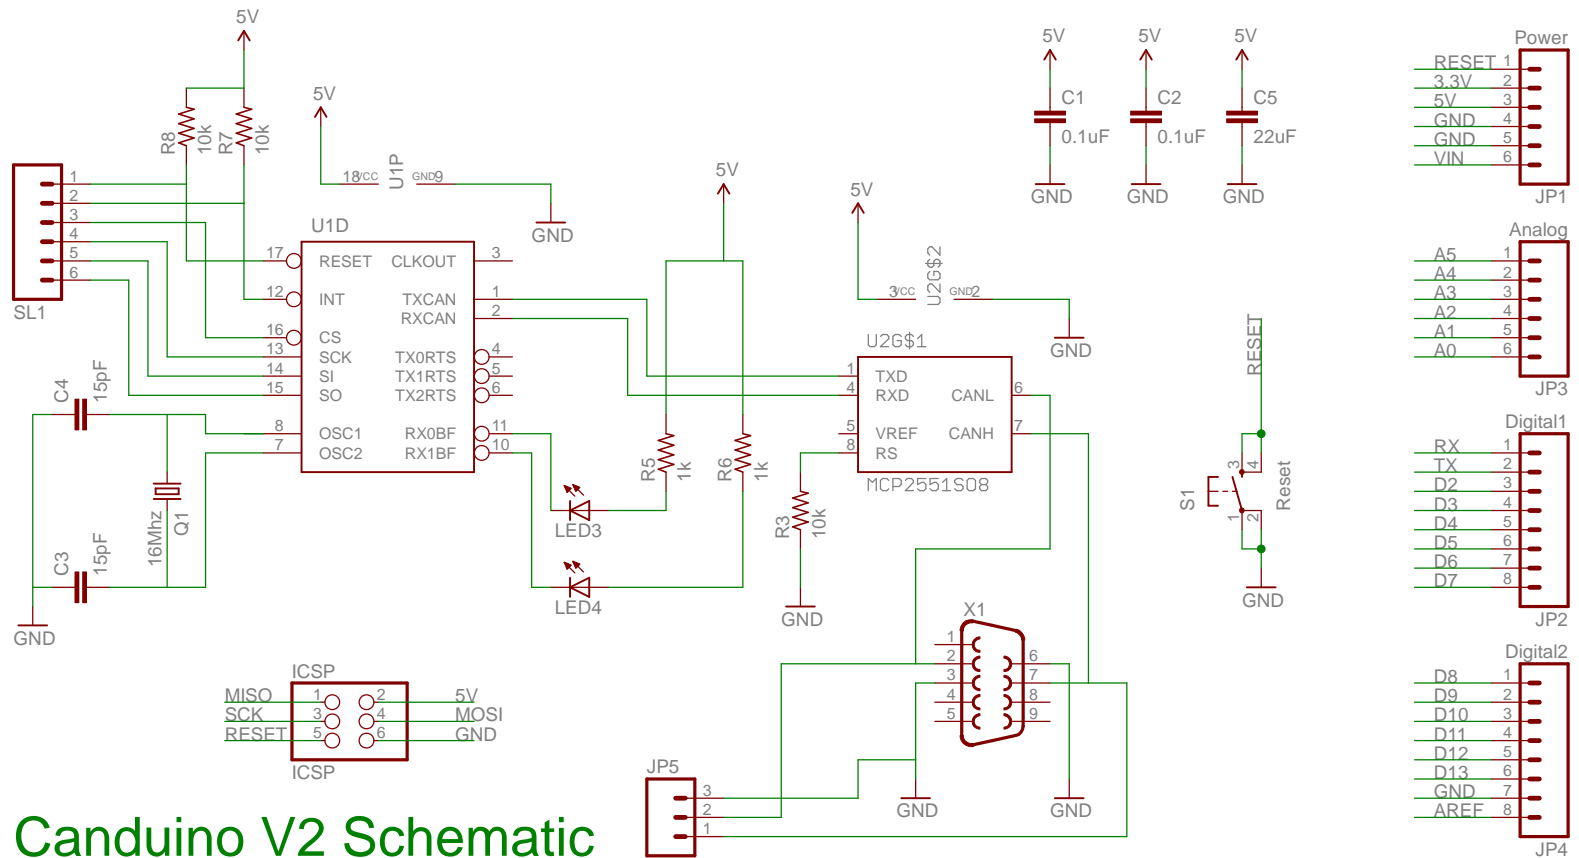 5V
R8
10k
R7
10k
SL1
1
2
3
4
5
6
5V
18 VCC
U1P
GND 9
GND
U1D
17 RESET CLKOUT 3
12 INT TXCAN 1
RXCAN 2
16 CS
13 SCK TX0RTS 4
14 SI TX1RTS 5
15 SO TX2RTS 6
8 OSC1 RX0BF 11
7 OSC2 RX1BF 10
C4
15pF
C3
15pF
16Mhz
Q1
GND
5V
R5
1k
R6
1k
LED3
LED4
5V
3 VCC
U2G$2
GND 2
GND
U2G$1
1 TXD
4 RXD CANL 6
5 VREF CANH 7
8 RS
MCP2551SO8
R3
10k
GND
5V
C1
0.1uF
GND
5V
C2
0.1uF
GND
5V
C5
22uF
GND
RESET
3
4
S1
1
2
Reset
GND
X1
1
2 6
3 7
4 8
5 9
GND
GND
JP5
3
2
1
ICSP
MISO 1 2 5V
SCK 3 4 MOSI
RESET 5 6 GND
ICSP
Power
RESET 1
3.3V 2
5V 3
GND 4
GND 5
VIN 6
JP1
Analog
A5 1
A4 2
A3 3
A2 4
A1 5
A0 6
JP3
Digital1
RX 1
TX 2
D2 3
D3 4
D4 5
D5 6
D6 7
D7 8
JP2
Digital2
D8 1
D9 2
D10 3
D11 4
D12 5
D13 6
GND 7
AREF 8
JP4
Canduino V2 Schematic